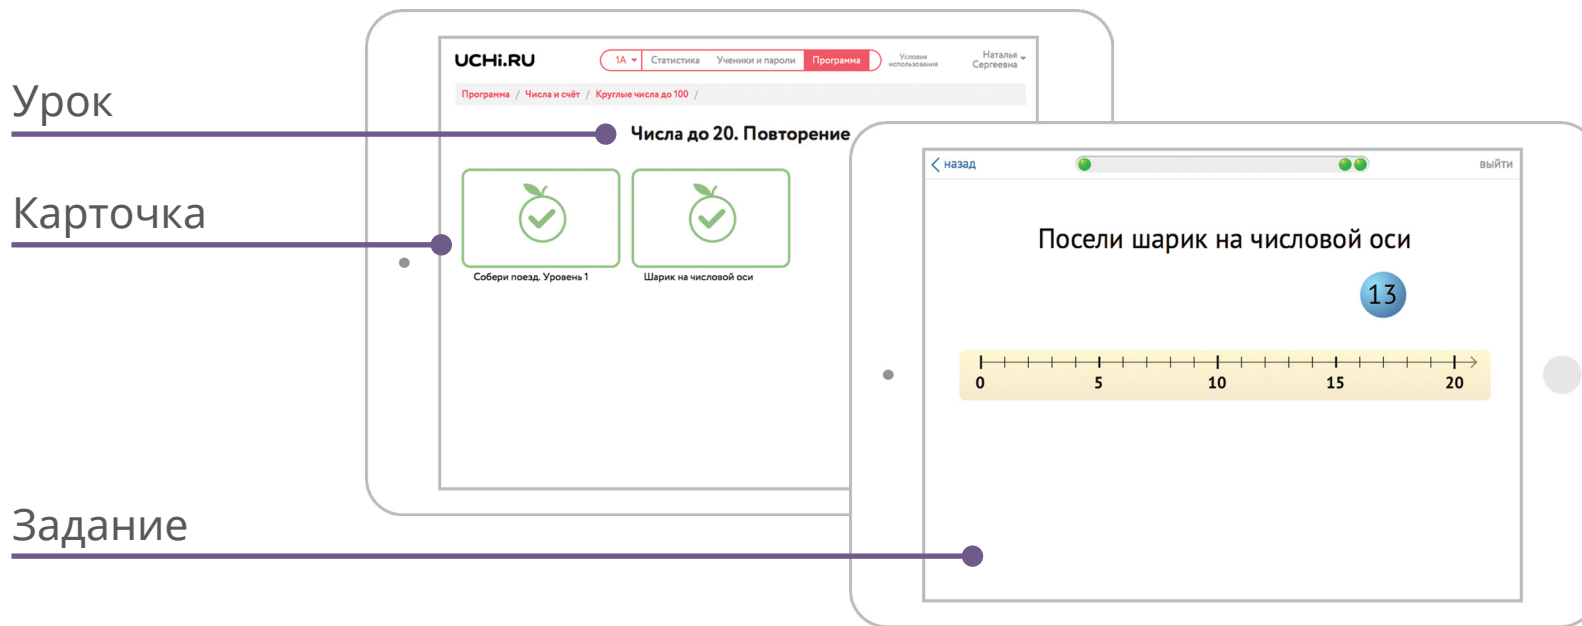 Урок
Карточка
Задание
UCHi.RU
1А Статистика Ученики и пароли Программа
Условия
использования
Наталья
Сергеевна
Программа / Числа и счёт / Круглые числа до 100 /
Числа до 20. Повторение
Собери поезд. Уровень 1
Шарик на числовой оси
назад
выйти
Посели шарик на числовой оси
13
0 5 10 15 20